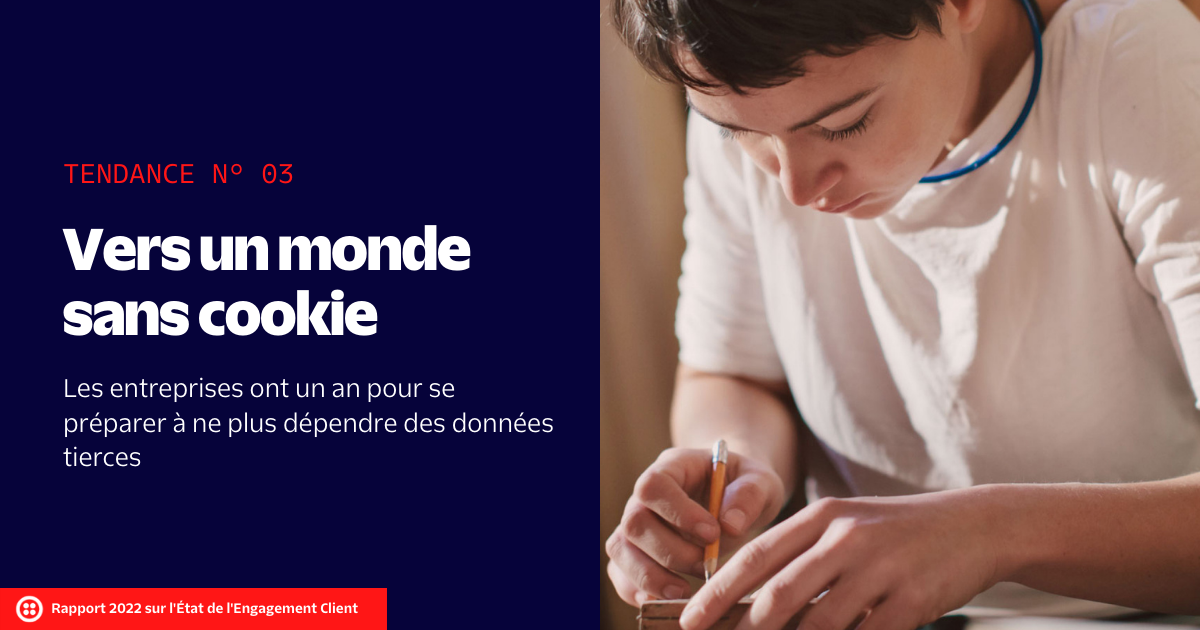 TENDANCE Nº 03
Vers un monde
sans cookie
Les entreprises ont un an pour se
préparer à ne plus dépendre des données
tierces
Rapport 2022 sur l'État de l'Engagement Client